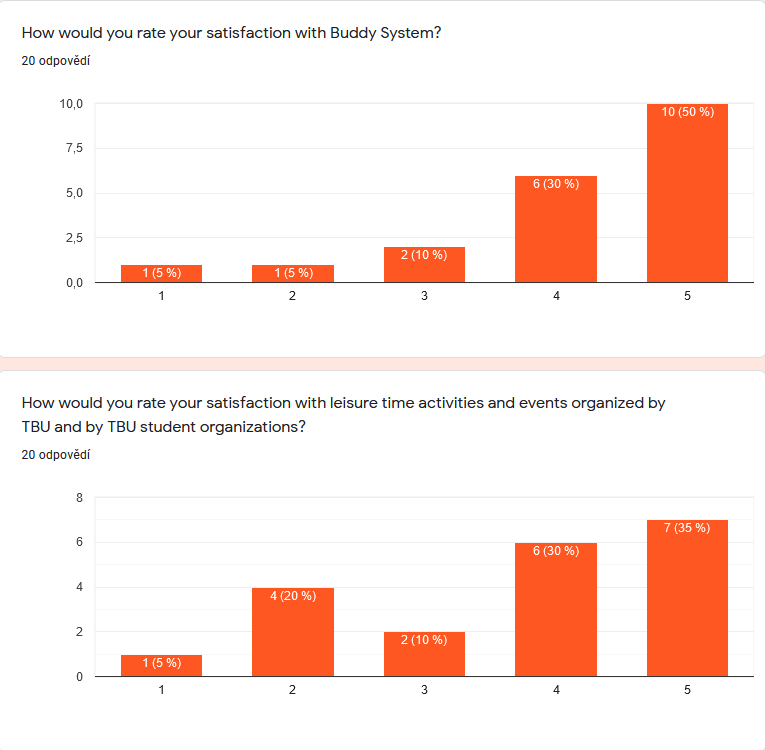 How would you rate your satisfaction with Buddy System?
20 odpovědí
10,0
7,5
5,0
2,5
0,0
1 (5 %)
1 (5 %)
2 (10 %)
6 (30 %)
10 (50 %)
1 2 3 4 5
How would you rate your satisfaction with leisure time activities and events organized by
TBU and by TBU student organizations?
20 odpovědí
8
6
4
2
0
1 (5 %)
4 (20 %)
2 (10 %)
6 (30 %)
7 (35 %)
1 2 3 4 5